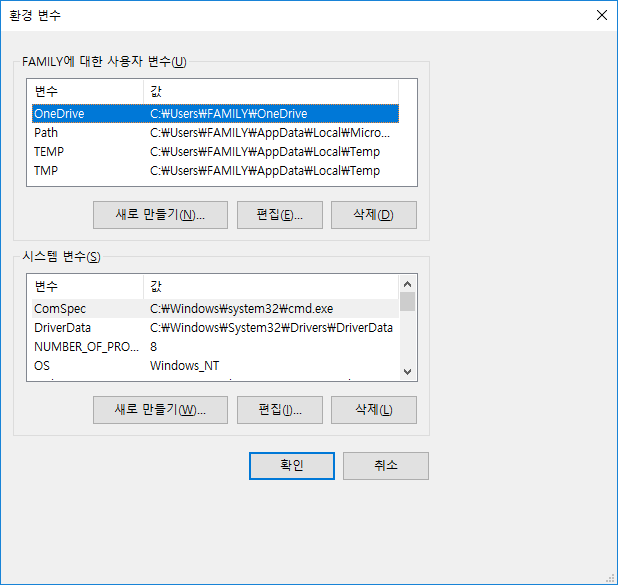 환경 변수
FAMILY에 대한 사용자 변수(U)
변수 값
OneDrive C:₩Users₩FAMILY₩OneDrive
Path C:₩Users₩FAMILY₩AppData₩Local₩Micro...
TEMP C:₩Users₩FAMILY₩AppData₩Local₩Temp
TMP C:₩Users₩FAMILY₩AppData₩Local₩Temp
새로 만들기(N)... 편집(E)... 삭제(D)
시스템 변수(S)
변수 값
ComSpec C:₩Windows₩system32₩cmd.exe
DriverData C:₩Windows₩System32₩Drivers₩DriverData
NUMBER_OF_PRO... 8
OS Windows_NT
새로 만들기(W)... 편집(I)... 삭제(L)
확인 취소